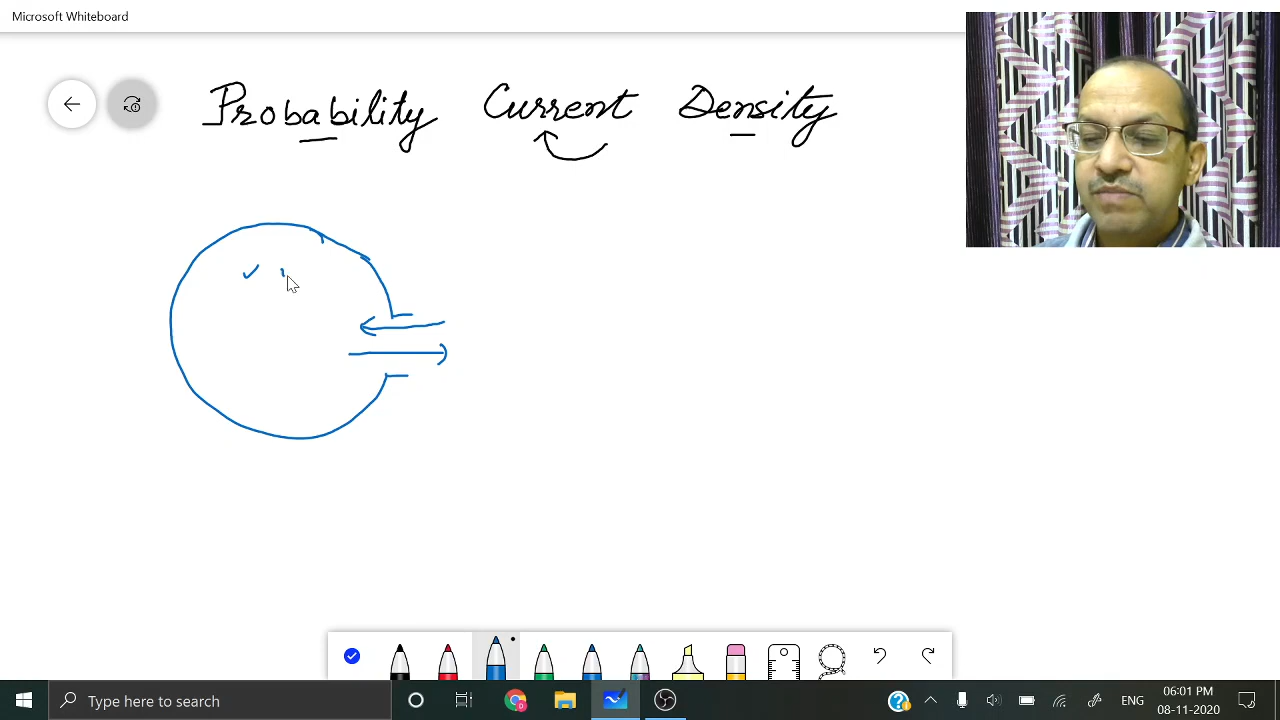 Microsoft Whiteboard
Probability Current Density
Type here to search
ENG
06:01 PM
08-11-2020